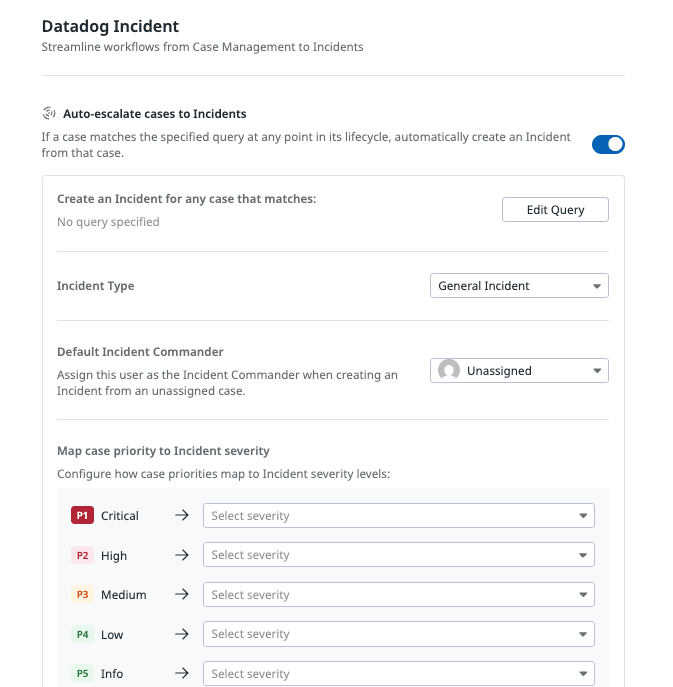 Datadog Incident
Streamline workflows from Case Management to Incidents
Auto-escalate cases to Incidents
If a case matches the specified query at any point in its lifecycle, automatically create an Incident
from that case.
Create an Incident for any case that matches:
No query specified
Edit Query
Incident Type
General Incident
Default Incident Commander
Assign this user as the Incident Commander when creating an
Incident from an unassigned case.
Unassigned
Map case priority to Incident severity
Configure how case priorities map to Incident severity levels:
P1 Critical → Select severity
P2 High → Select severity
P3 Medium → Select severity
P4 Low → Select severity
P5 Info → Select severity